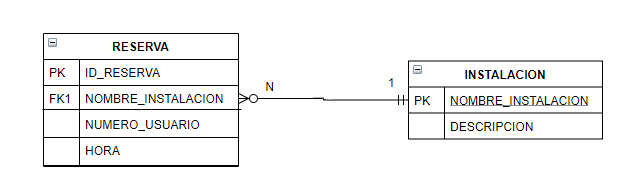 RESERVA
PK ID_RESERVA
FK1 NOMBRE_INSTALACION
NUMERO_USUARIO
HORA
N
1
INSTALACION
PK NOMBRE_INSTALACION
DESCRIPCION